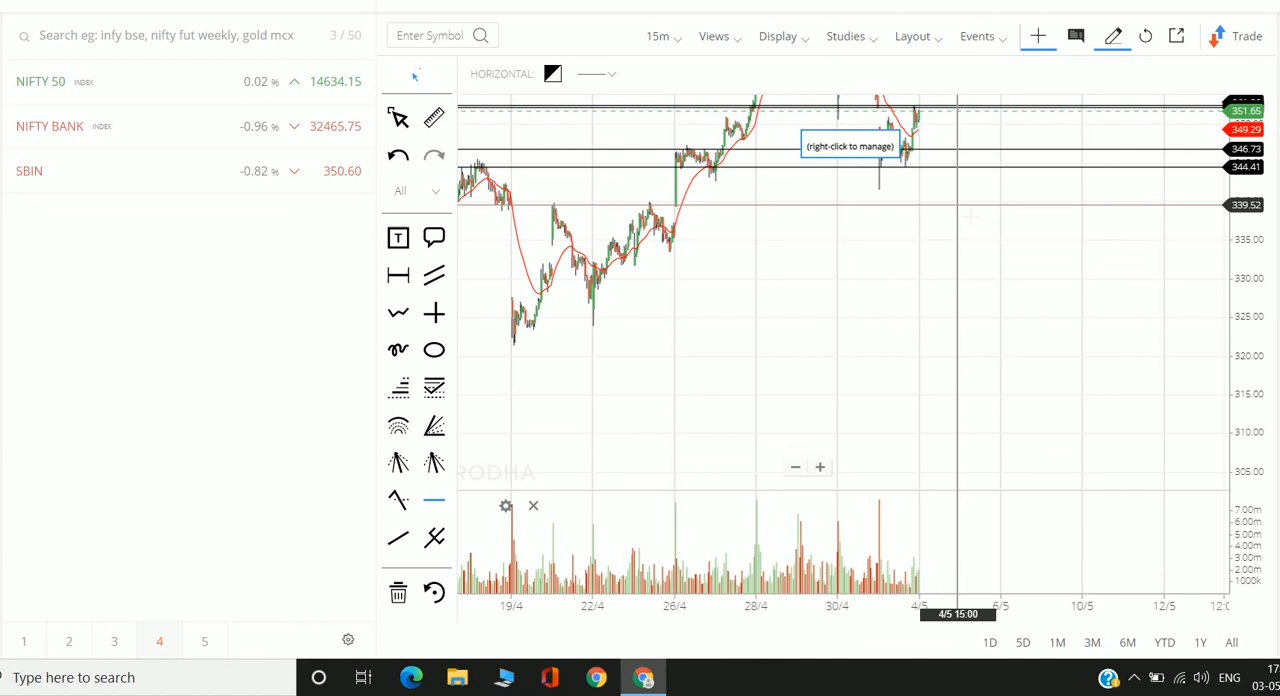 Search eg: infy bse, nifty fut weekly, gold mcx
3 / 50
Enter Symbol
15m
Views
Display
Studies
Layout
Events
Trade
NIFTY 50 INDEX 0.02 % 14634.15
NIFTY BANK INDEX -0.96 % 32465.75
SBIN -0.82 % 350.60
HORIZONTAL:
All
T
(right-click to manage)
351.65
349.29
346.73
344.41
339.52
335.00
330.00
325.00
320.00
315.00
310.00
305.00
RODHA
7.00m
6.00m
5.00m
4.00m
3.00m
2.00m
1000k
19/4 22/4 26/4 28/4 30/4 4/5 6/5 10/5 12/5
4/5 15:00
1 2 3 4 5
1D 5D 1M 3M 6M YTD 1Y All
Type here to search
ENG
17
03-05